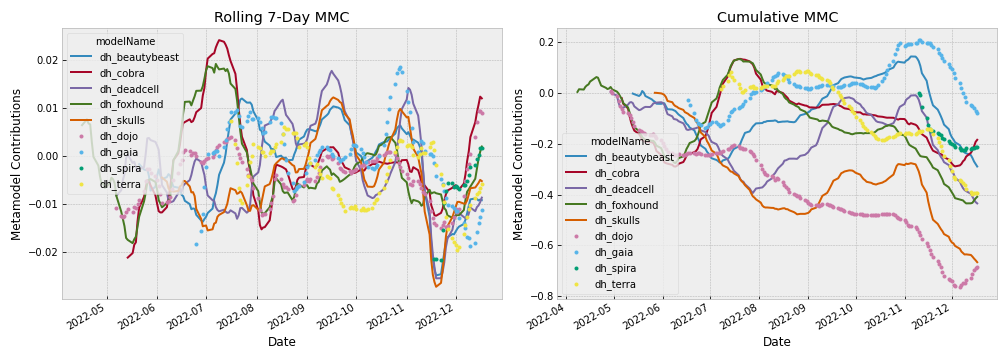 Rolling 7-Day MMC
Metamodel Contributions
0.02
0.01
0.00
−0.01
−0.02
modelName
dh_beautybeast
dh_cobra
dh_deadcell
dh_foxhound
dh_skulls
dh_dojo
dh_gaia
dh_spira
dh_terra
2022-05
2022-06
2022-07
2022-08
2022-09
2022-10
2022-11
2022-12
Date
Cumulative MMC
Metamodel Contributions
0.2
0.0
−0.2
−0.4
−0.6
−0.8
modelName
dh_beautybeast
dh_cobra
dh_deadcell
dh_foxhound
dh_skulls
dh_dojo
dh_gaia
dh_spira
dh_terra
2022-04
2022-05
2022-06
2022-07
2022-08
2022-09
2022-10
2022-11
2022-12
Date